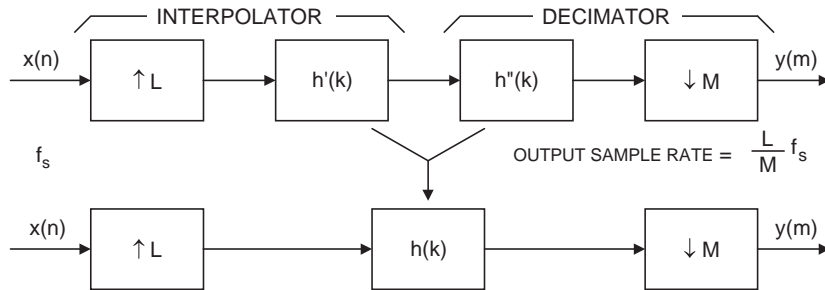 INTERPOLATOR DECIMATOR
x(n) ↑ L h'(k) h"(k) ↓ M y(m)
f_s OUTPUT SAMPLE RATE = L/M f_s
x(n) ↑ L h(k) ↓ M y(m)